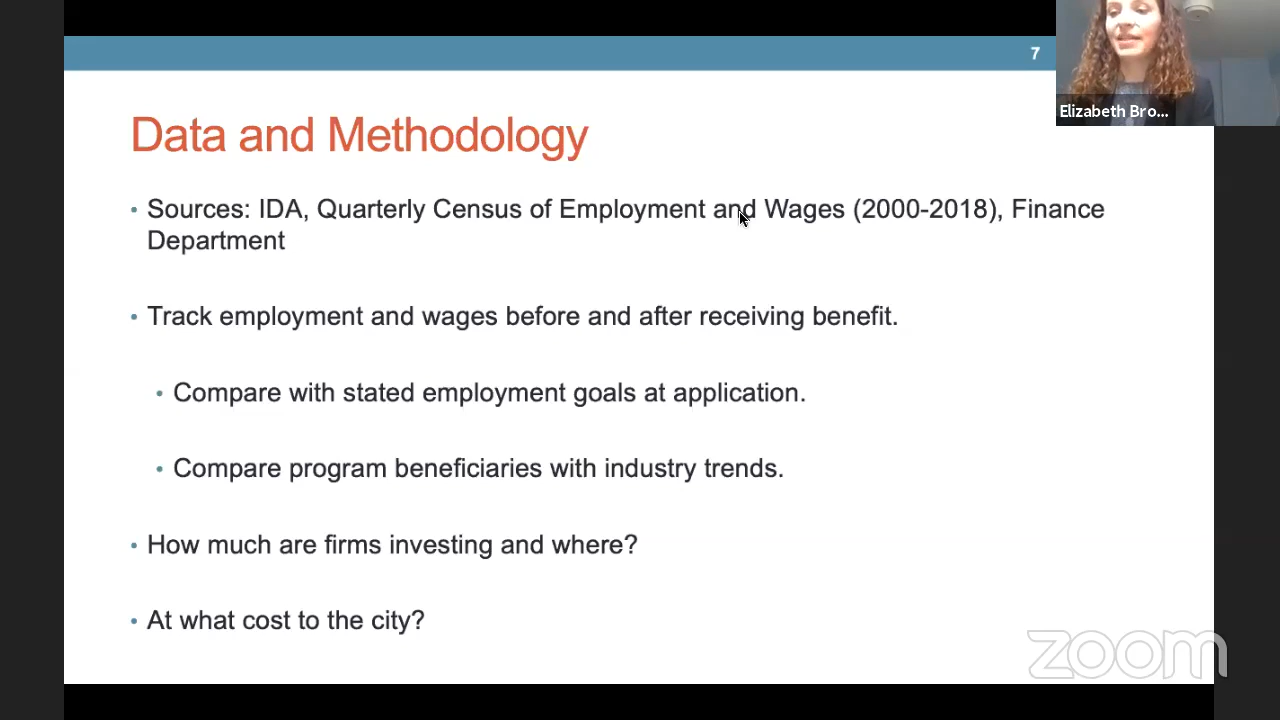 7
Elizabeth Bro...
Data and Methodology
• Sources: IDA, Quarterly Census of Employment and Wages (2000-2018), Finance
Department
• Track employment and wages before and after receiving benefit.
• Compare with stated employment goals at application.
• Compare program beneficiaries with industry trends.
• How much are firms investing and where?
• At what cost to the city?
zoom